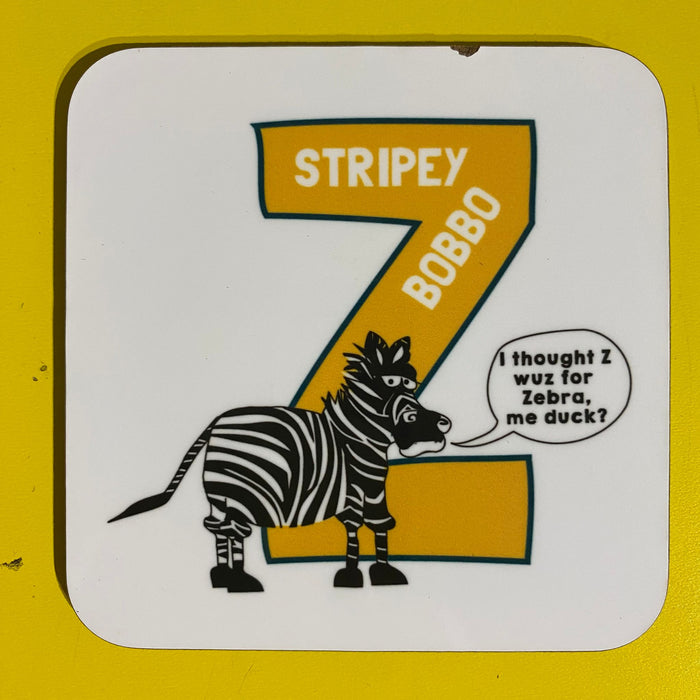 STRIPEY
BOBBO
I thought Z
wuz for
Zebra,
me duck?